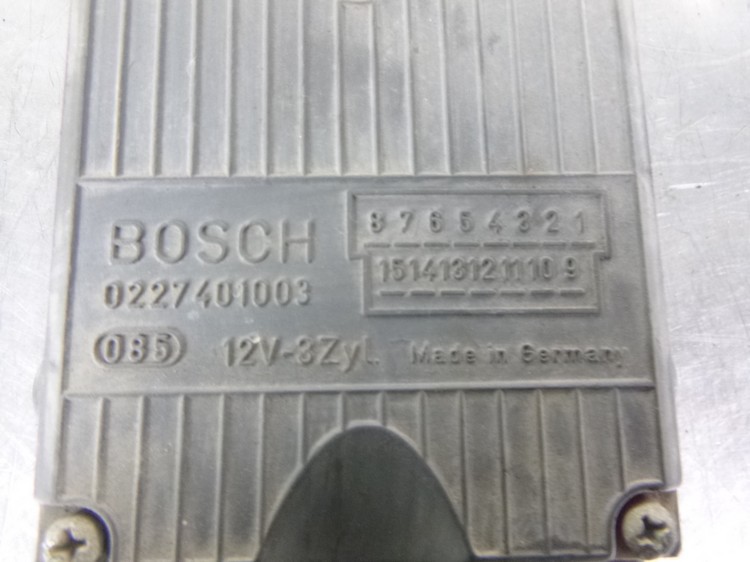 BOSCH
0227401003
8 7 6 5 4 3 2 1
15 14 13 12 11 10 9
085 12V-3Zyl. Made in Germany